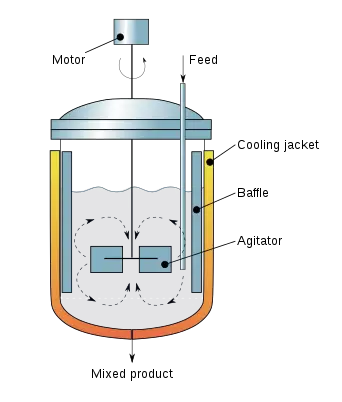 Motor
Feed
Cooling jacket
Baffle
Agitator
Mixed product